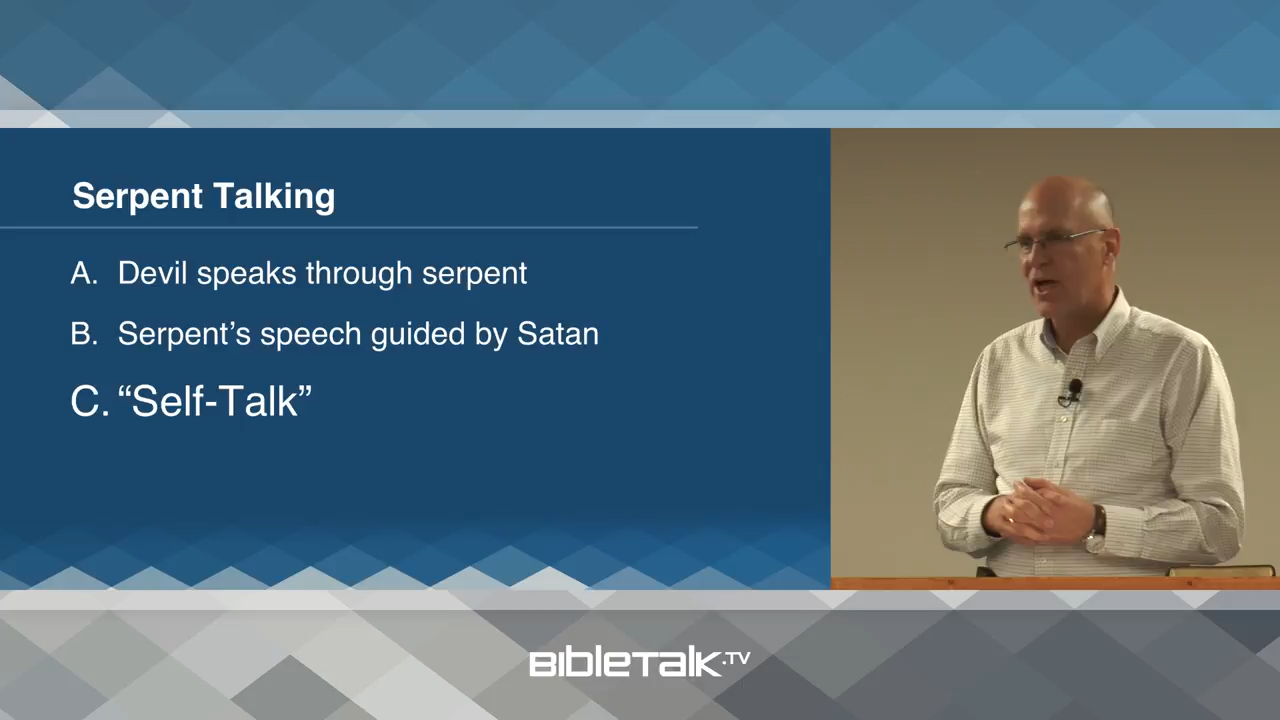 Serpent Talking
A. Devil speaks through serpent
B. Serpent’s speech guided by Satan
C. “Self-Talk”
BIBLETALK.TV